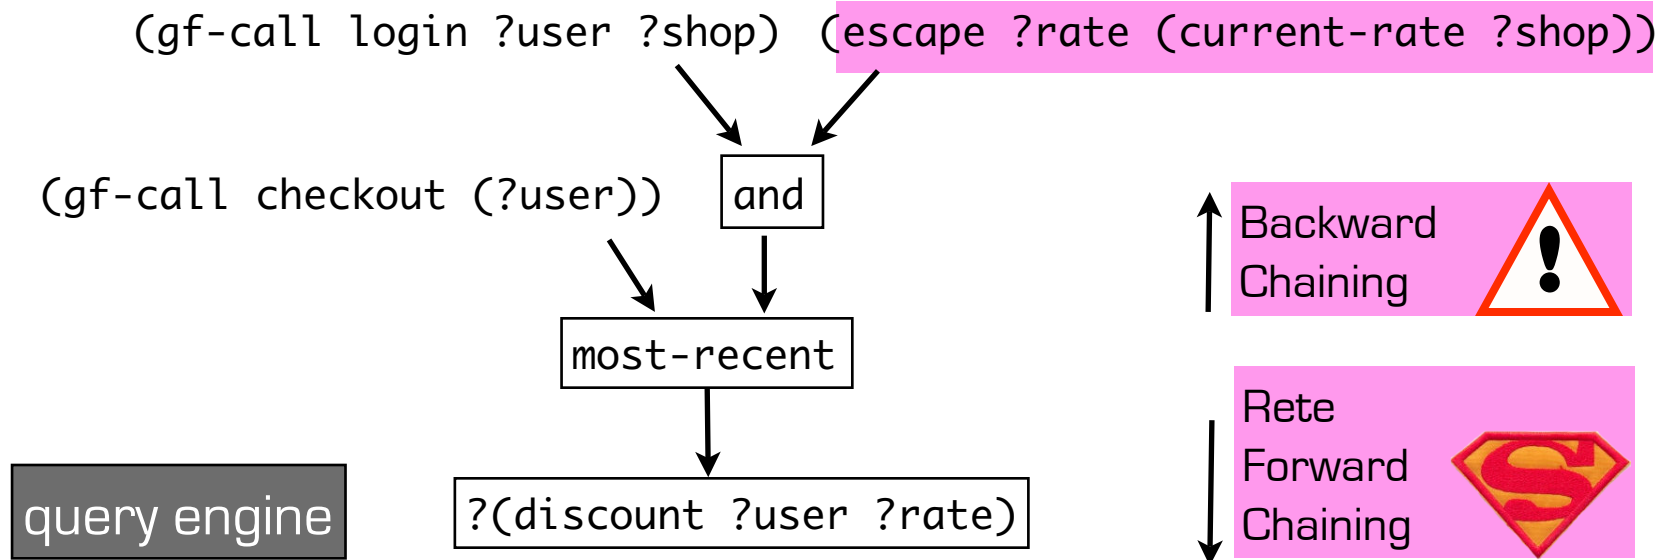 (gf-call login ?user ?shop) (escape ?rate (current-rate ?shop))
(gf-call checkout (?user))
and
most-recent
?(discount ?user ?rate)
query engine
Backward
Chaining
!
Rete
Forward
Chaining
S